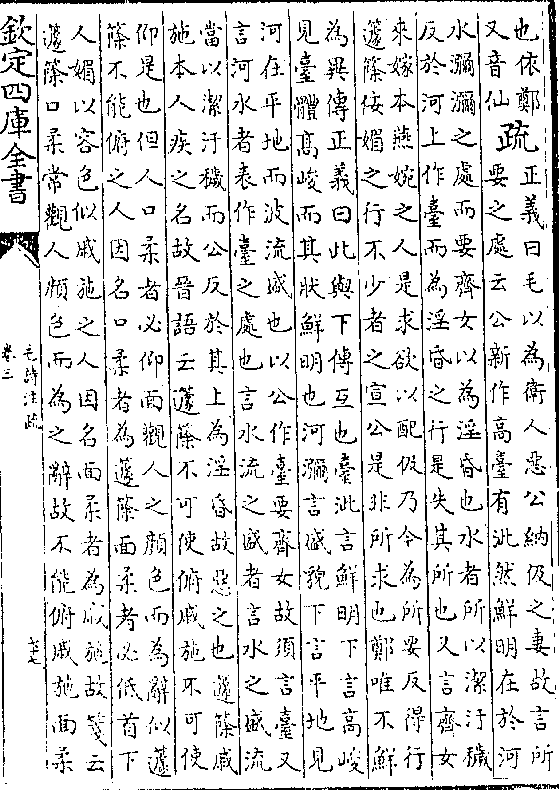 也依鄭
又音仙
疏
正義曰毛以為衛人惡公納伋之妻故言所
要之處云公新作高臺有泚然鮮明在於河
水瀰瀰之處而要齊女以為淫昏也水者所以潔汙穢
反於河上作臺而為淫昏之行是失其所也又言齊女
來嫁本燕婉之人是求欲以配伋乃今為所要反得行
籧篨佞媚之行不少者之宣公是非所求也鄭唯不鮮
為異傳正義曰此與下傳互也臺泚言鮮明下言高峻
見臺體高峻而其狀鮮明也河瀰言盛貌下言平地見
河在平地而波流盛也以公作臺要齊女故須言臺又
言河水者表作臺之處也言水流之盛者言水之盛流
當以潔汙穢而公反於其上為淫昏故惡之也籧篨戚
施本人疾之名故晉語云籧篨不可使俯戚施不可使
仰是也但人口柔者必仰面觀人之顏色而為辭似籧
篨不能俯之人因名口柔者為籧篨面柔者必低首下
人媚以容色似戚施之人因名面柔者為戚施故箋云
籧篨口柔常觀人顏色而為之辭故不能俯戚施面柔
欽定四庫全書
毛詩注疏
卷三